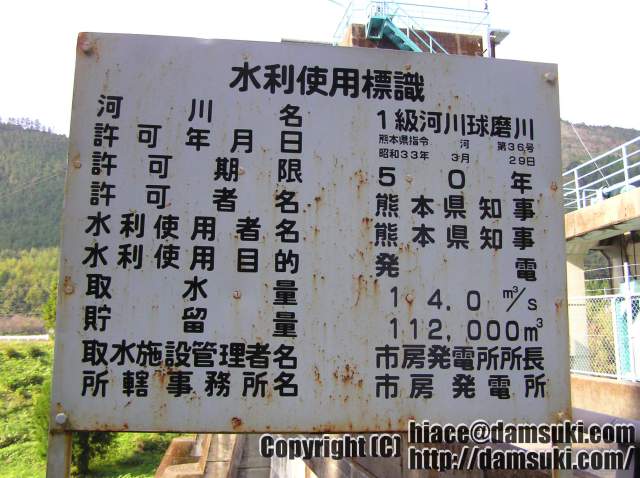 水利使用標識
河川名 1級河川球磨川
許可年月日 熊本県指令 河 第36号 昭和33年 3月 29日
許可期限 50年
許可者名 熊本県知事
水利使用者名 熊本県知事
水利使用目的 発電
取水量 14.0m³/s
貯留量 112,000m³
取水施設管理者名 市房発電所所長
所轄事務所名 市房発電所
Copyright (C) hiace@damsuki.com
http://damsuki.com/